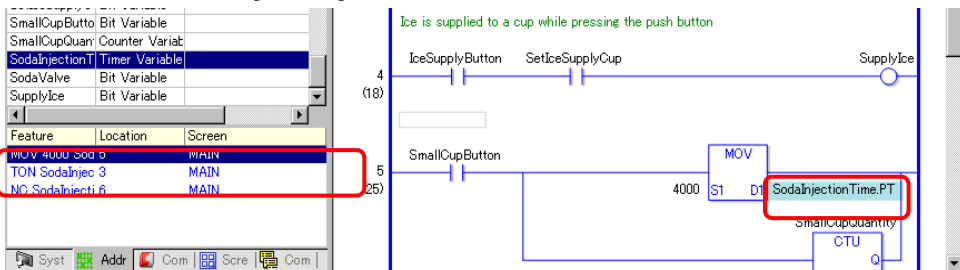 SmallCupButto Bit Variable
SmallCupQuan Counter Variat
SodaInjectionT Timer Variable
SodaValve Bit Variable
SupplyIce Bit Variable
Feature Location Screen
MOV 4000 Sod 5 MAIN
TON SodaInjec 3 MAIN
NC SodaInjecti 6 MAIN
Syst Addr Com Scre Com
Ice is supplied to a cup while pressing the push button
IceSupplyButton SetIceSupplyCup SupplyIce
4
(18)
SmallCupButton MOV
5
25)
4000 S1 D1 SodaInjectionTime.PT
SmallCupQuantity
CTU
Q